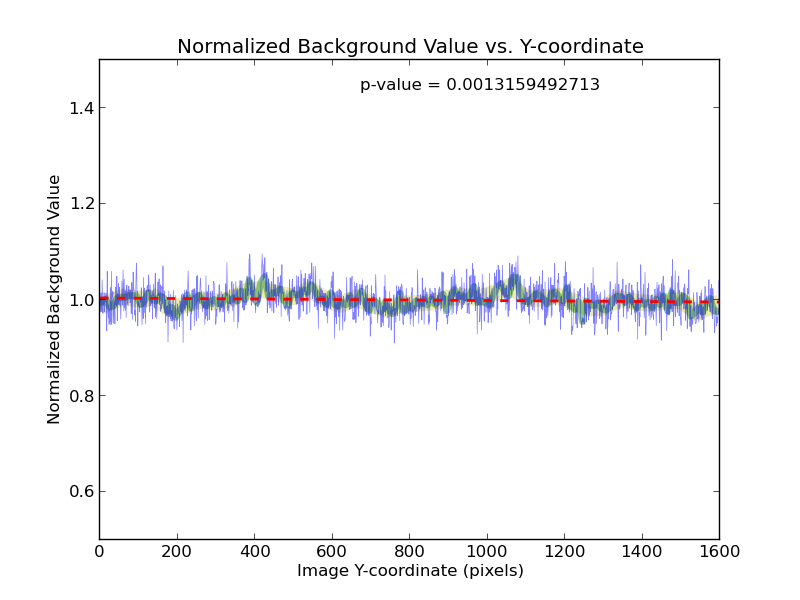 Normalized Background Value vs. Y-coordinate
p-value = 0.0013159492713
1.4
1.2
1.0
0.8
0.6
Normalized Background Value
0 200 400 600 800 1000 1200 1400 1600
Image Y-coordinate (pixels)